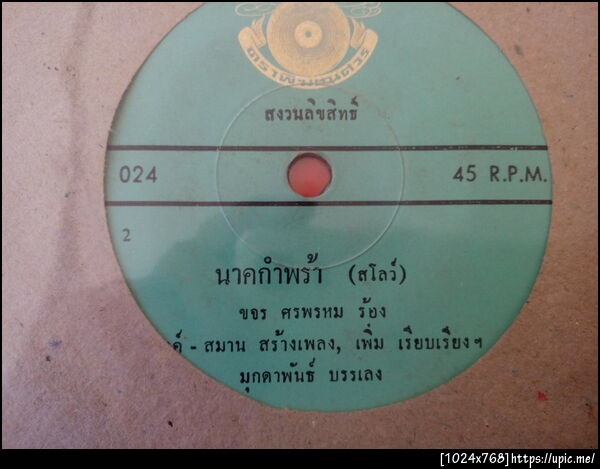 สงวนลิขสิทธิ์
024
45 R.P.M.
2
นาคกำพร้า (สโลว์)
ขจร ศรพรหม ร้อง
- สมาน สร้างเพลง, เพิ่ม เรียบเรียงฯ
มุกดาพันธ์ บรรเลง
[1024x768]https://upic.me/